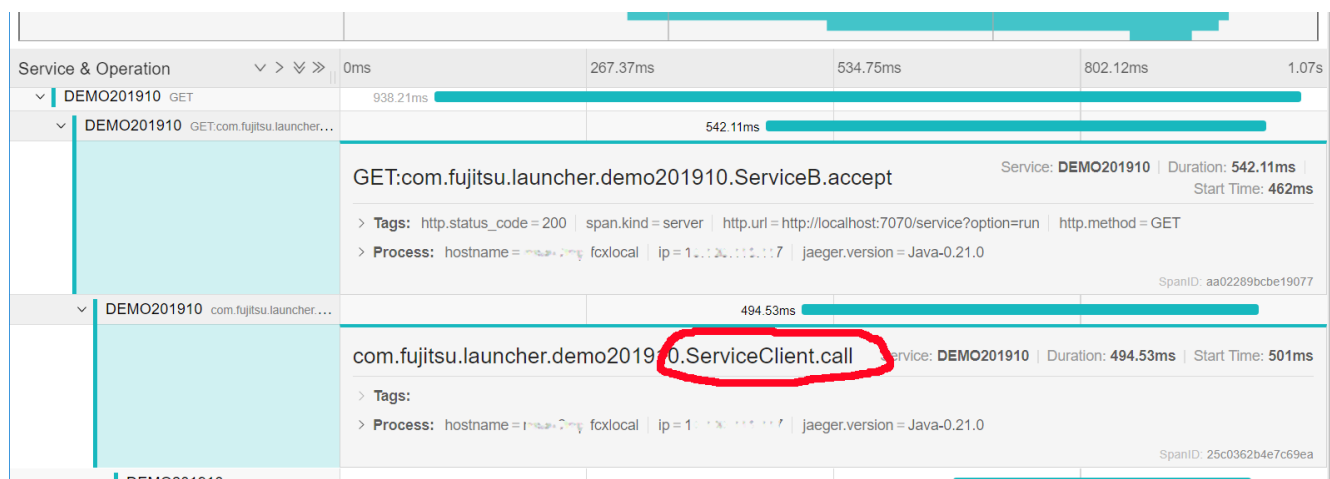 Service & Operation 0ms 267.37ms 534.75ms 802.12ms 1.07s
DEMO201910 GET 938.21ms
DEMO201910 GET:com.fujitsu.launcher... 542.11ms
GET:com.fujitsu.launcher.demo201910.ServiceB.accept
Service: DEMO201910 | Duration: 542.11ms |
Start Time: 462ms
Tags: http.status_code = 200 | span.kind = server | http.url = http://localhost:7070/service?option=run | http.method = GET
Process: hostname = fcxlocal | ip = jaeger.version = Java-0.21.0
SpanID: aa02289bcbe19077
DEMO201910 com.fujitsu.launcher.... 494.53ms
com.fujitsu.launcher.demo201910.ServiceClient.call
Service: DEMO201910 | Duration: 494.53ms | Start Time: 501ms
Tags:
Process: hostname = fcxlocal | ip = jaeger.version = Java-0.21.0
SpanID: 25c0362b4e7c69ea
DEMO201910